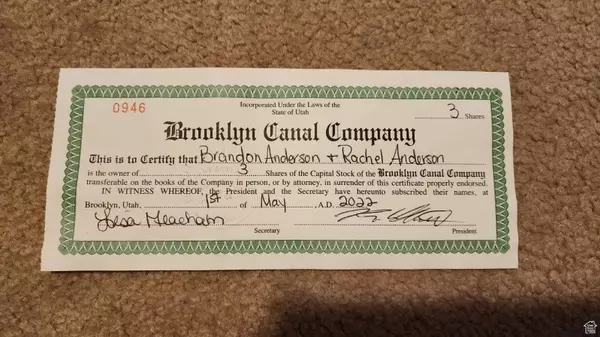 0946
Incorporated Under the Laws of the
State of Utah
3 Shares
Brooklyn Canal Company
This is to Certify that Brandon Anderson + Rachel Anderson
is the owner of 3 Shares of the Capital Stock of the Brooklyn Canal Company
transferable on the books of the Company in person, or by attorney, in surrender of this certificate properly endorsed.
IN WITNESS WHEREOF, the President and the Secretary have hereunto subscribed their names, at
Brooklyn, Utah, 1st of May A.D. 2022
Lesa Meacham
Secretary President